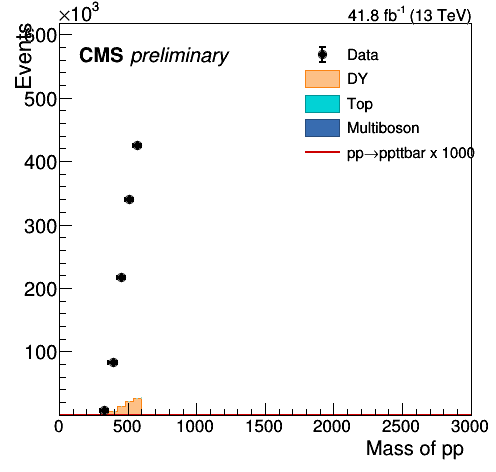 ×10³
41.8 fb⁻¹ (13 TeV)
Events
CMS preliminary
Data
DY
Top
Multiboson
pp→ppttbar x 1000
600
500
400
300
200
100
0 500 1000 1500 2000 2500 3000
Mass of pp